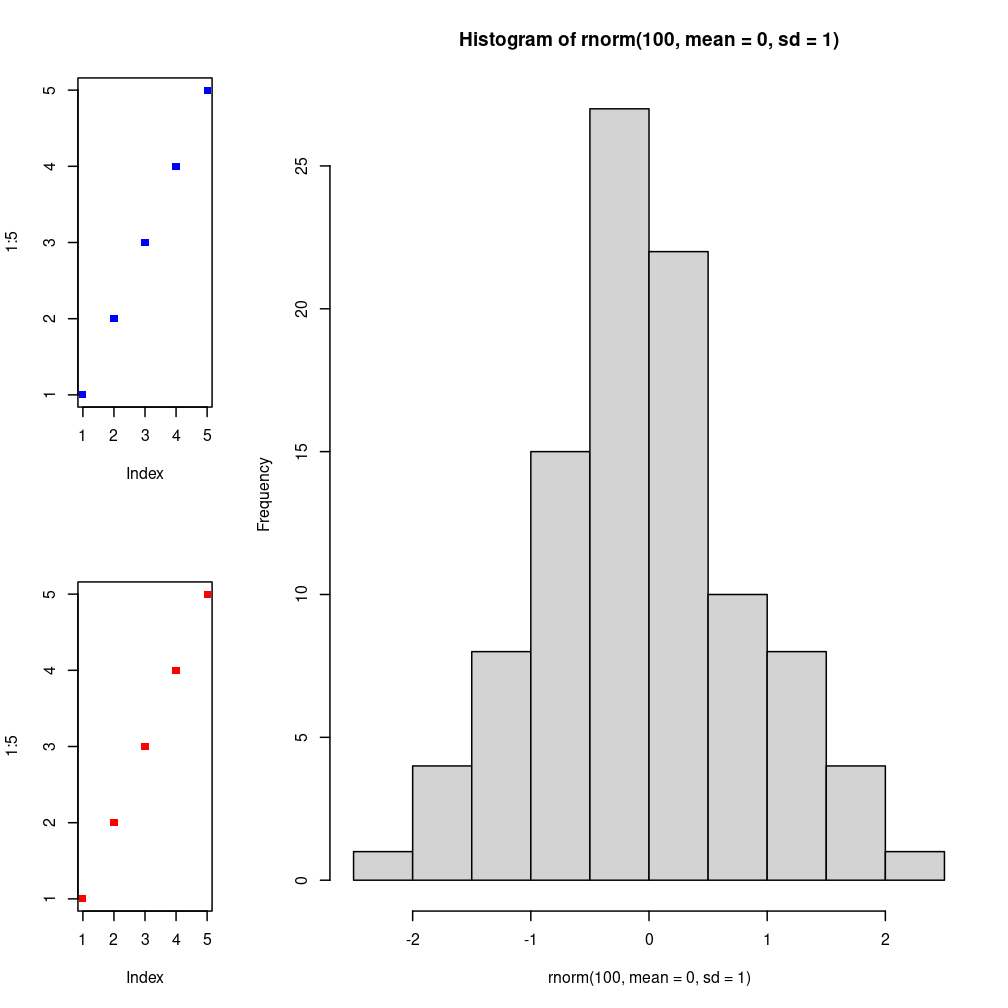 Histogram of rnorm(100, mean = 0, sd = 1)
5
4
3
2
1
1:5
1 2 3 4 5
Index
5
4
3
2
1
1:5
1 2 3 4 5
Index
25
20
15
10
5
0
Frequency
-2 -1 0 1 2
rnorm(100, mean = 0, sd = 1)